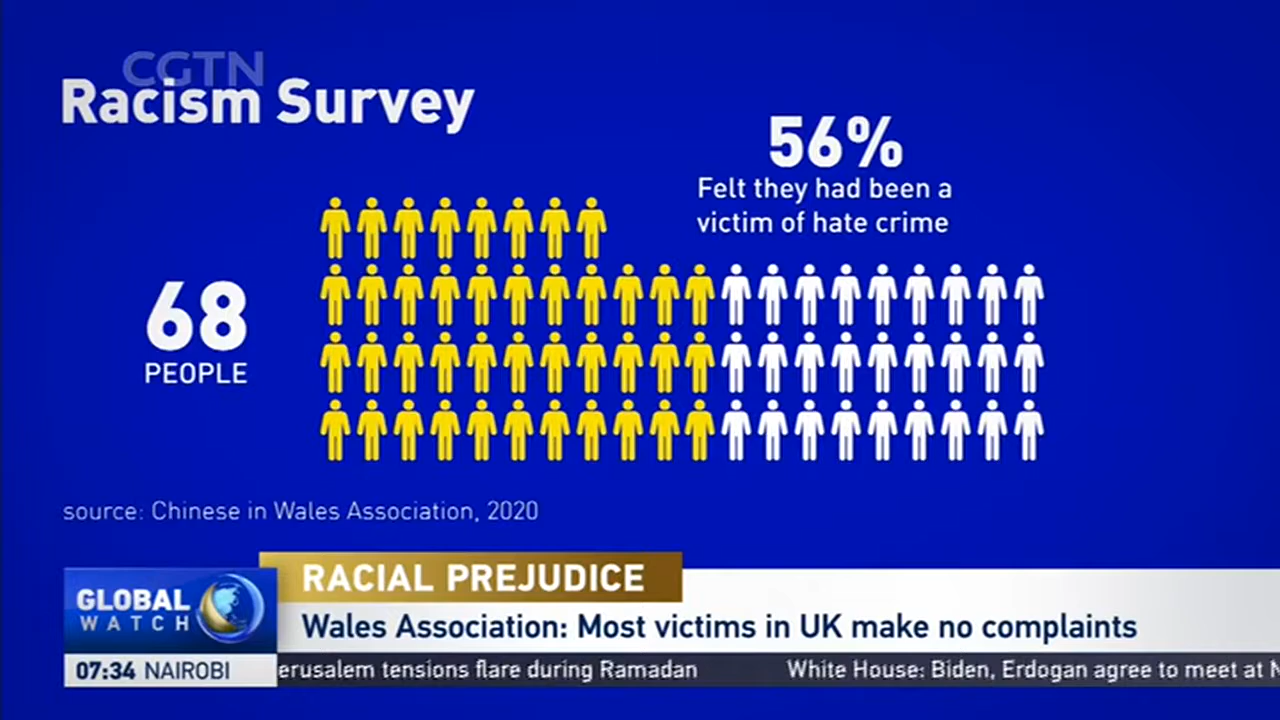 CGTN
Racism Survey
56%
Felt they had been a
victim of hate crime
68
PEOPLE
source: Chinese in Wales Association, 2020
RACIAL PREJUDICE
GLOBAL
WATCH
Wales Association: Most victims in UK make no complaints
07:34 NAIROBI
erusalem tensions flare during Ramadan
White House: Biden, Erdogan agree to meet at